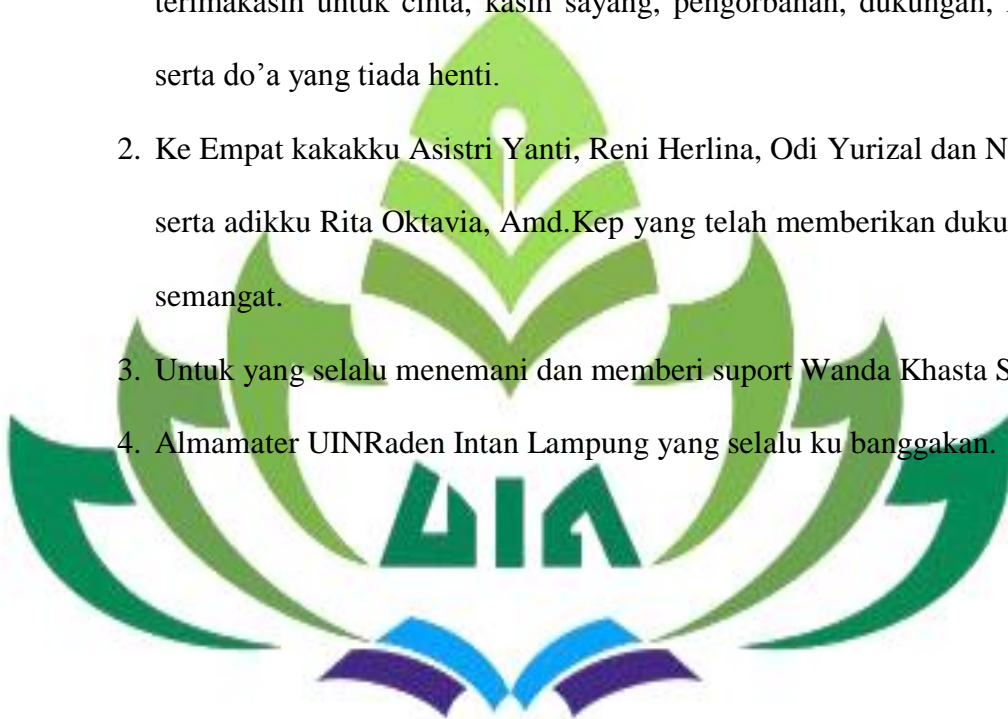 terimakasih untuk cinta, kasih sayang, pengorbanan, dukungan,
serta do’a yang tiada henti.
2. Ke Empat kakakku Asistri Yanti, Reni Herlina, Odi Yurizal dan N
serta adikku Rita Oktavia, Amd.Kep yang telah memberikan duku
semangat.
3. Untuk yang selalu menemani dan memberi suport Wanda Khasta S
4. Almamater UINRaden Intan Lampung yang selalu ku banggakan.
UIN